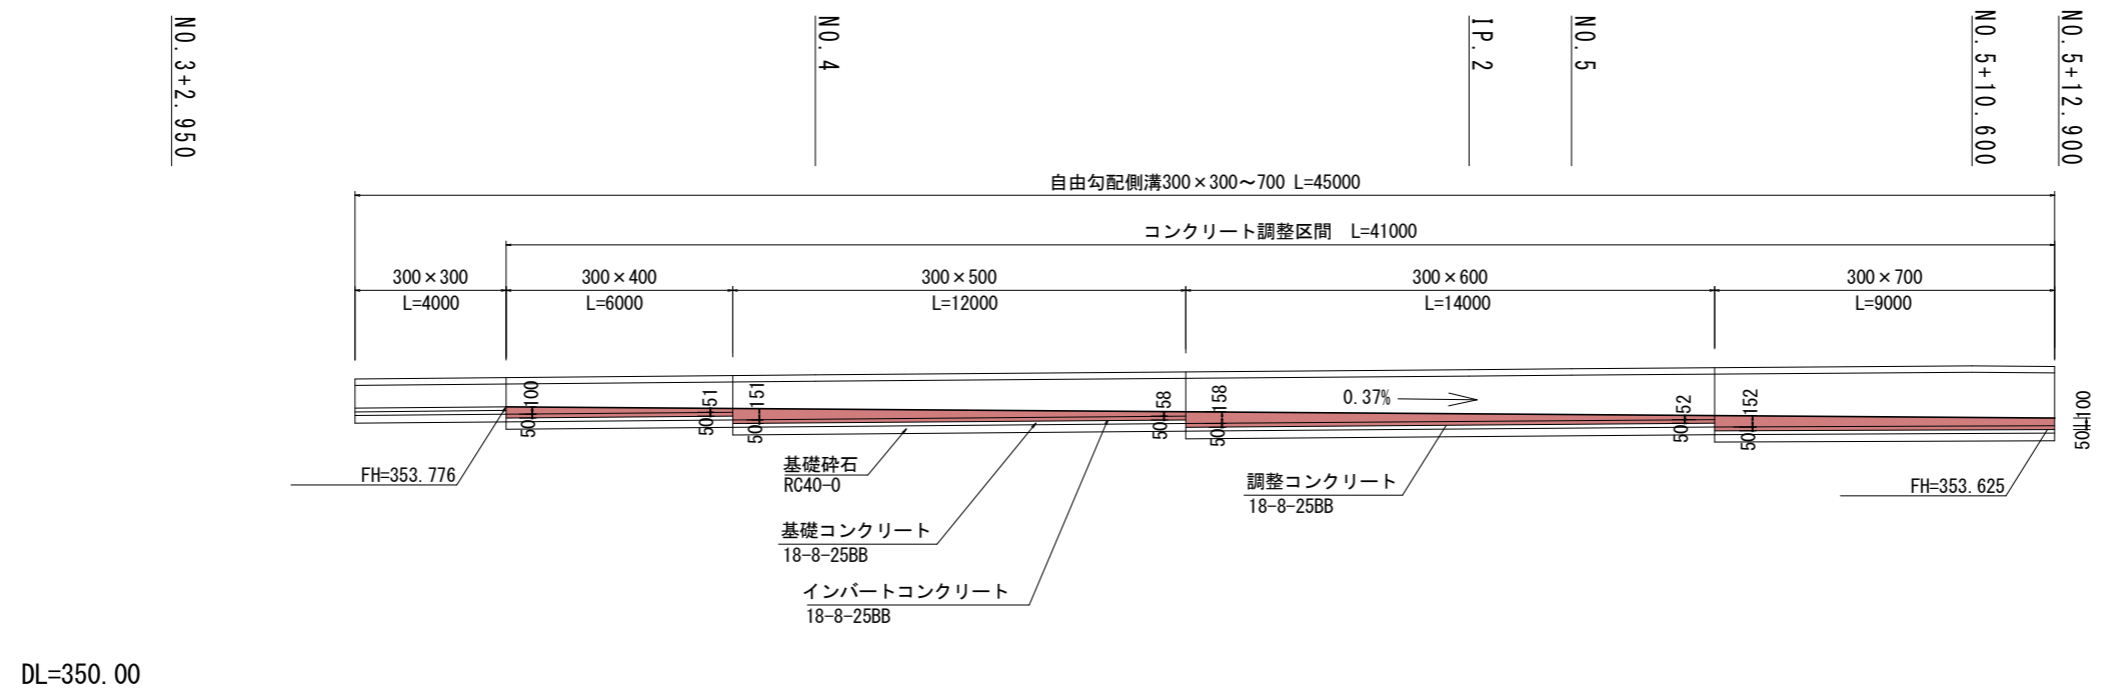 NO.3+2.950
NO.4
IP.2
NO.5
NO.5+10.600
NO.5+12.900
自由勾配側溝300×300～700 L=45000
コンクリート調整区間 L=41000
300×300
L=4000
300×400
L=6000
300×500
L=12000
300×600
L=14000
300×700
L=9000
50 100
50 51
50 151
50 58
50 158
0.37%
50 52
50 152
50 100
FH=353.776
基礎砕石
RC40-0
基礎コンクリート
18-8-25BB
インバートコンクリート
18-8-25BB
調整コンクリート
18-8-25BB
FH=353.625
DL=350.00